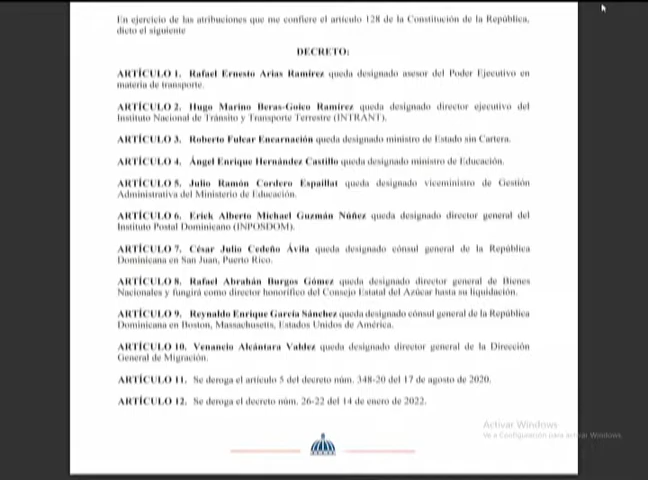 En ejercicio de las atribuciones que me confiere el artículo 128 de la Constitución de la República,
dicto el siguiente
DECRETO:
ARTÍCULO 1. Rafael Ernesto Arias Ramírez queda designado asesor del Poder Ejecutivo en
materia de transporte.
ARTÍCULO 2. Hugo Marino Beras-Goico Ramírez queda designado director ejecutivo del
Instituto Nacional de Tránsito y Transporte Terrestre (INTRANT).
ARTÍCULO 3. Roberto Fulcar Encarnación queda designado ministro de Estado sin Cartera.
ARTÍCULO 4. Ángel Enrique Hernández Castillo queda designado ministro de Educación.
ARTÍCULO 5. Julio Ramón Cordero Espaillat queda designado viceministro de Gestión
Administrativa del Ministerio de Educación.
ARTÍCULO 6. Erick Alberto Michael Guzmán Núñez queda designado director general del
Instituto Postal Dominicano (INPOSDOM).
ARTÍCULO 7. César Julio Cedeño Ávila queda designado cónsul general de la República
Dominicana en San Juan, Puerto Rico.
ARTÍCULO 8. Rafael Abrahán Burgos Gómez queda designado director general de Bienes
Nacionales y fungirá como director honorífico del Consejo Estatal del Azúcar hasta su liquidación.
ARTÍCULO 9. Reynaldo Enrique García Sánchez queda designado cónsul general de la República
Dominicana en Boston, Massachusetts, Estados Unidos de América.
ARTÍCULO 10. Venancio Alcántara Valdez queda designado director general de la Dirección
General de Migración.
ARTÍCULO 11. Se deroga el artículo 5 del decreto núm. 348-20 del 17 de agosto de 2020.
ARTÍCULO 12. Se deroga el decreto núm. 26-22 del 14 de enero de 2022.
Activar Windows
Ve a Configuración para activar Windows.